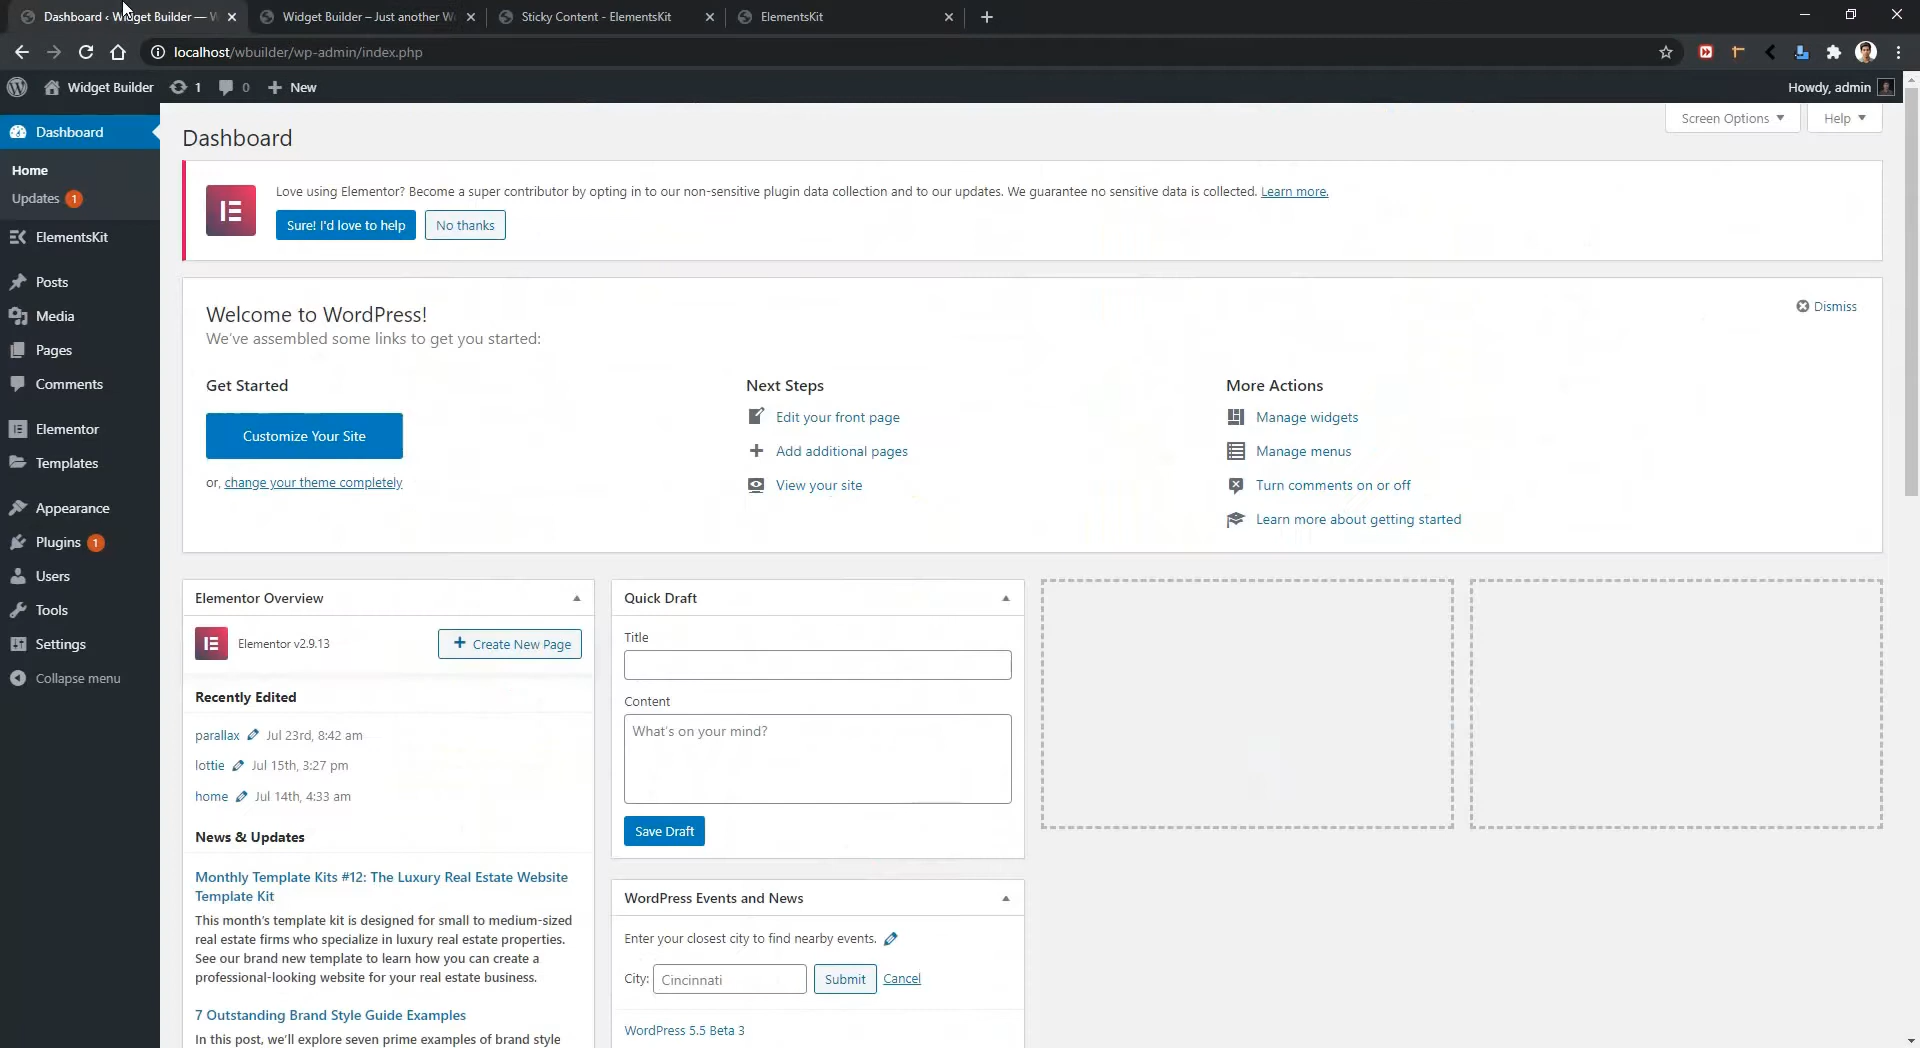 Dashboard ‹ Widget Builder — W
Widget Builder – Just another W
Sticky Content - ElementsKit
ElementsKit
localhost/wbuilder/wp-admin/index.php
Widget Builder
1
0
New
Howdy, admin
Dashboard
Home
Updates 1
ElementsKit
Posts
Media
Pages
Comments
Elementor
Templates
Appearance
Plugins 1
Users
Tools
Settings
Collapse menu
Dashboard
Screen Options
Help
Love using Elementor? Become a super contributor by opting in to our non-sensitive plugin data collection and to our updates. We guarantee no sensitive data is collected. Learn more.
Sure! I'd love to help
No thanks
Welcome to WordPress!
We've assembled some links to get you started:
Dismiss
Get Started
Customize Your Site
or, change your theme completely
Next Steps
Edit your front page
Add additional pages
View your site
More Actions
Manage widgets
Manage menus
Turn comments on or off
Learn more about getting started
Elementor Overview
Elementor v2.9.13
Create New Page
Recently Edited
parallax Jul 23rd, 8:42 am
lottie Jul 15th, 3:27 pm
home Jul 14th, 4:33 am
News & Updates
Monthly Template Kits #12: The Luxury Real Estate Website
Template Kit
This month's template kit is designed for small to medium-sized
real estate firms who specialize in luxury real estate properties.
See our brand new template to learn how you can create a
professional-looking website for your real estate business.
7 Outstanding Brand Style Guide Examples
In this post, we'll explore seven prime examples of brand style
Quick Draft
Title
Content
What's on your mind?
Save Draft
WordPress Events and News
Enter your closest city to find nearby events.
City: Cincinnati Submit Cancel
WordPress 5.5 Beta 3